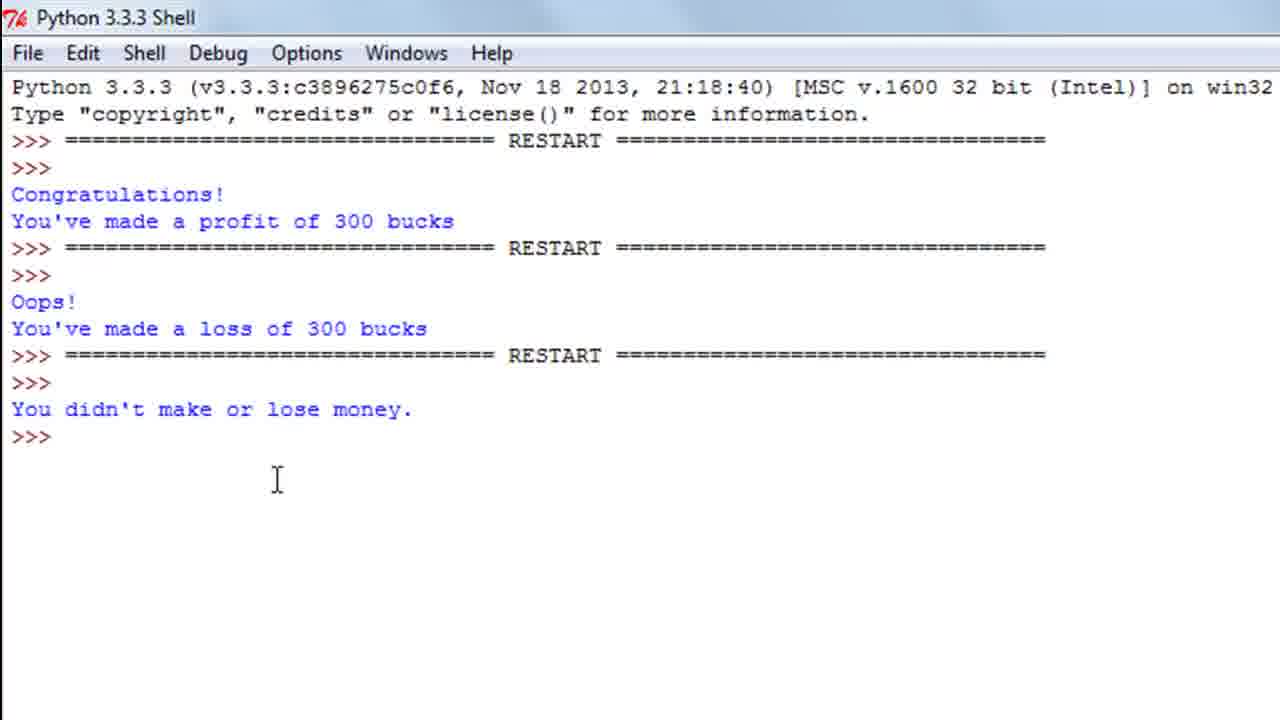 Python 3.3.3 Shell
File Edit Shell Debug Options Windows Help
Python 3.3.3 (v3.3.3:c3896275c0f6, Nov 18 2013, 21:18:40) [MSC v.1600 32 bit (Intel)] on win32
Type "copyright", "credits" or "license()" for more information.
>>> ================================ RESTART ================================
>>>
Congratulations!
You've made a profit of 300 bucks
>>> ================================ RESTART ================================
>>>
Oops!
You've made a loss of 300 bucks
>>> ================================ RESTART ================================
>>>
You didn't make or lose money.
>>>